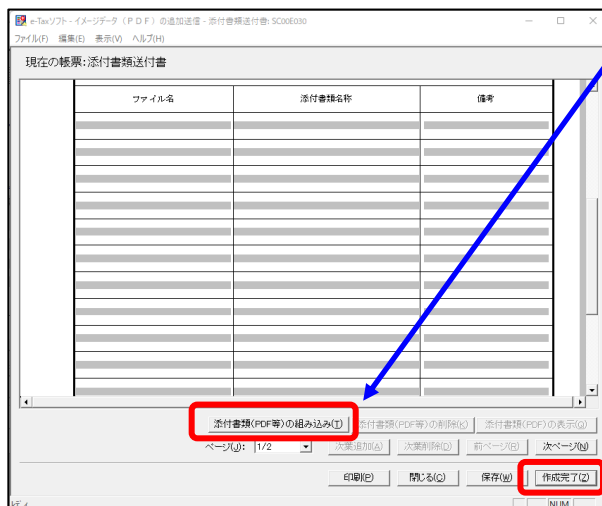 e-Taxソフト - イメージデータ（ＰＤＦ）の追加送信 - 添付書類送付書: SC00E030
ファイル(F) 編集(E) 表示(V) ヘルプ(H)
現在の帳票:添付書類送付書
ファイル名 添付書類名称 備考
添付書類(PDF等)の組み込み(T) 添付書類(PDF等)の削除(K) 添付書類(PDF)の表示(Q)
ページ(J): 1/2 次葉追加(A) 次葉削除(D) 前ページ(R) 次ページ(N)
印刷(P) 閉じる(C) 保存(W) 作成完了(Z)
レディ NUM